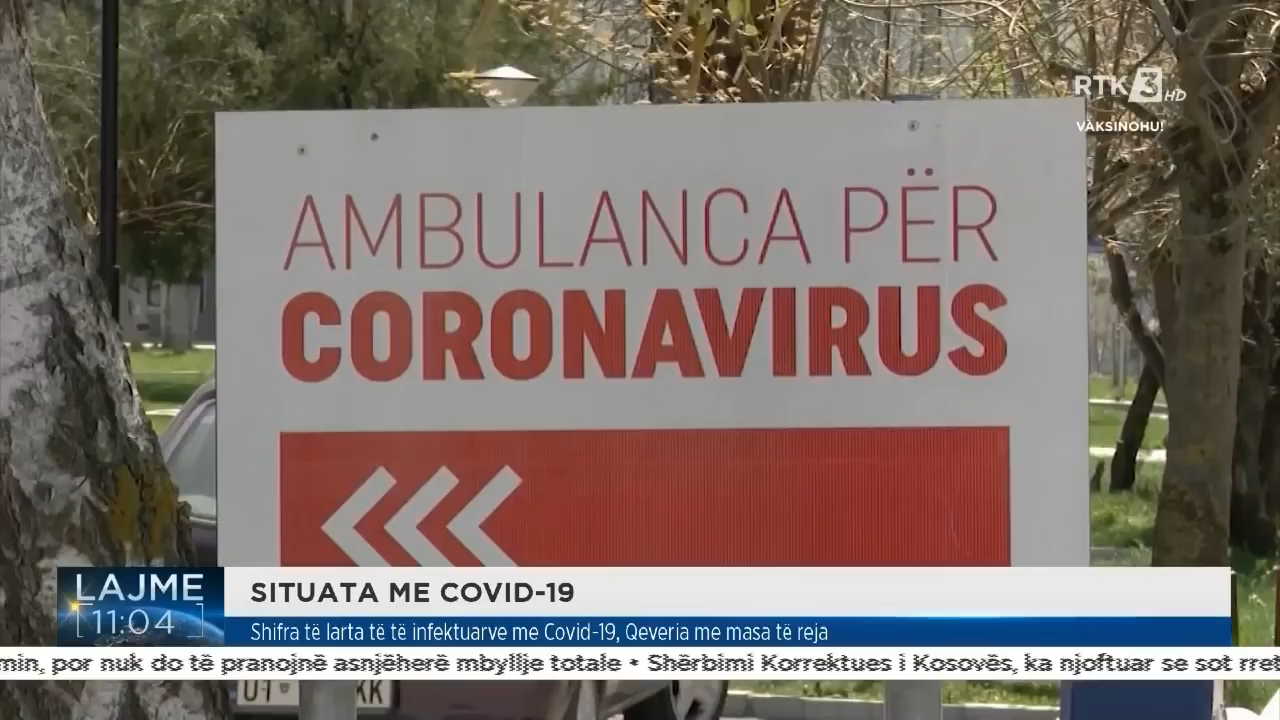 RTK 3 HD
VAKSINOHU!
AMBULANCA PËR
CORONAVIRUS
LAJME
11:04
SITUATA ME COVID-19
Shifra të larta të të infektuarve me Covid-19, Qeveria me masa të reja
min, por nuk do të pranojnë asnjëherë mbyllje totale • Shërbimi Korrektues i Kosovës, ka njoftuar se sot rret